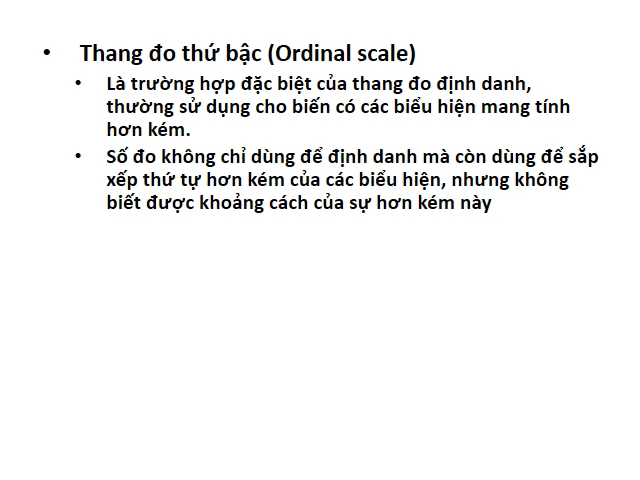 • Thang đo thứ bậc (Ordinal scale)
• Là trường hợp đặc biệt của thang đo định danh,
thường sử dụng cho biến có các biểu hiện mang tính
hơn kém.
• Số đo không chỉ dùng để định danh mà còn dùng để sắp
xếp thứ tự hơn kém của các biểu hiện, nhưng không
biết được khoảng cách của sự hơn kém này